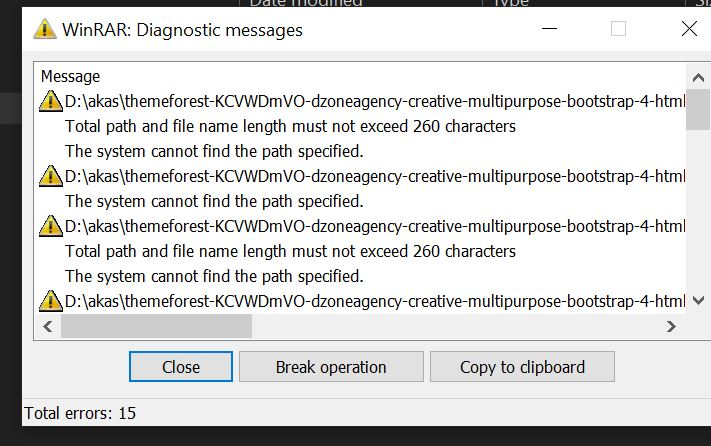 Date modified Type
WinRAR: Diagnostic messages
Message
D:\akas\themeforest-KCVWDmVO-dzoneagency-creative-multipurpose-bootstrap-4-html
Total path and file name length must not exceed 260 characters
The system cannot find the path specified.
D:\akas\themeforest-KCVWDmVO-dzoneagency-creative-multipurpose-bootstrap-4-html
The system cannot find the path specified.
D:\akas\themeforest-KCVWDmVO-dzoneagency-creative-multipurpose-bootstrap-4-html
Total path and file name length must not exceed 260 characters
The system cannot find the path specified.
D:\akas\themeforest-KCVWDmVO-dzoneagency-creative-multipurpose-bootstrap-4-html
Close Break operation Copy to clipboard
Total errors: 15